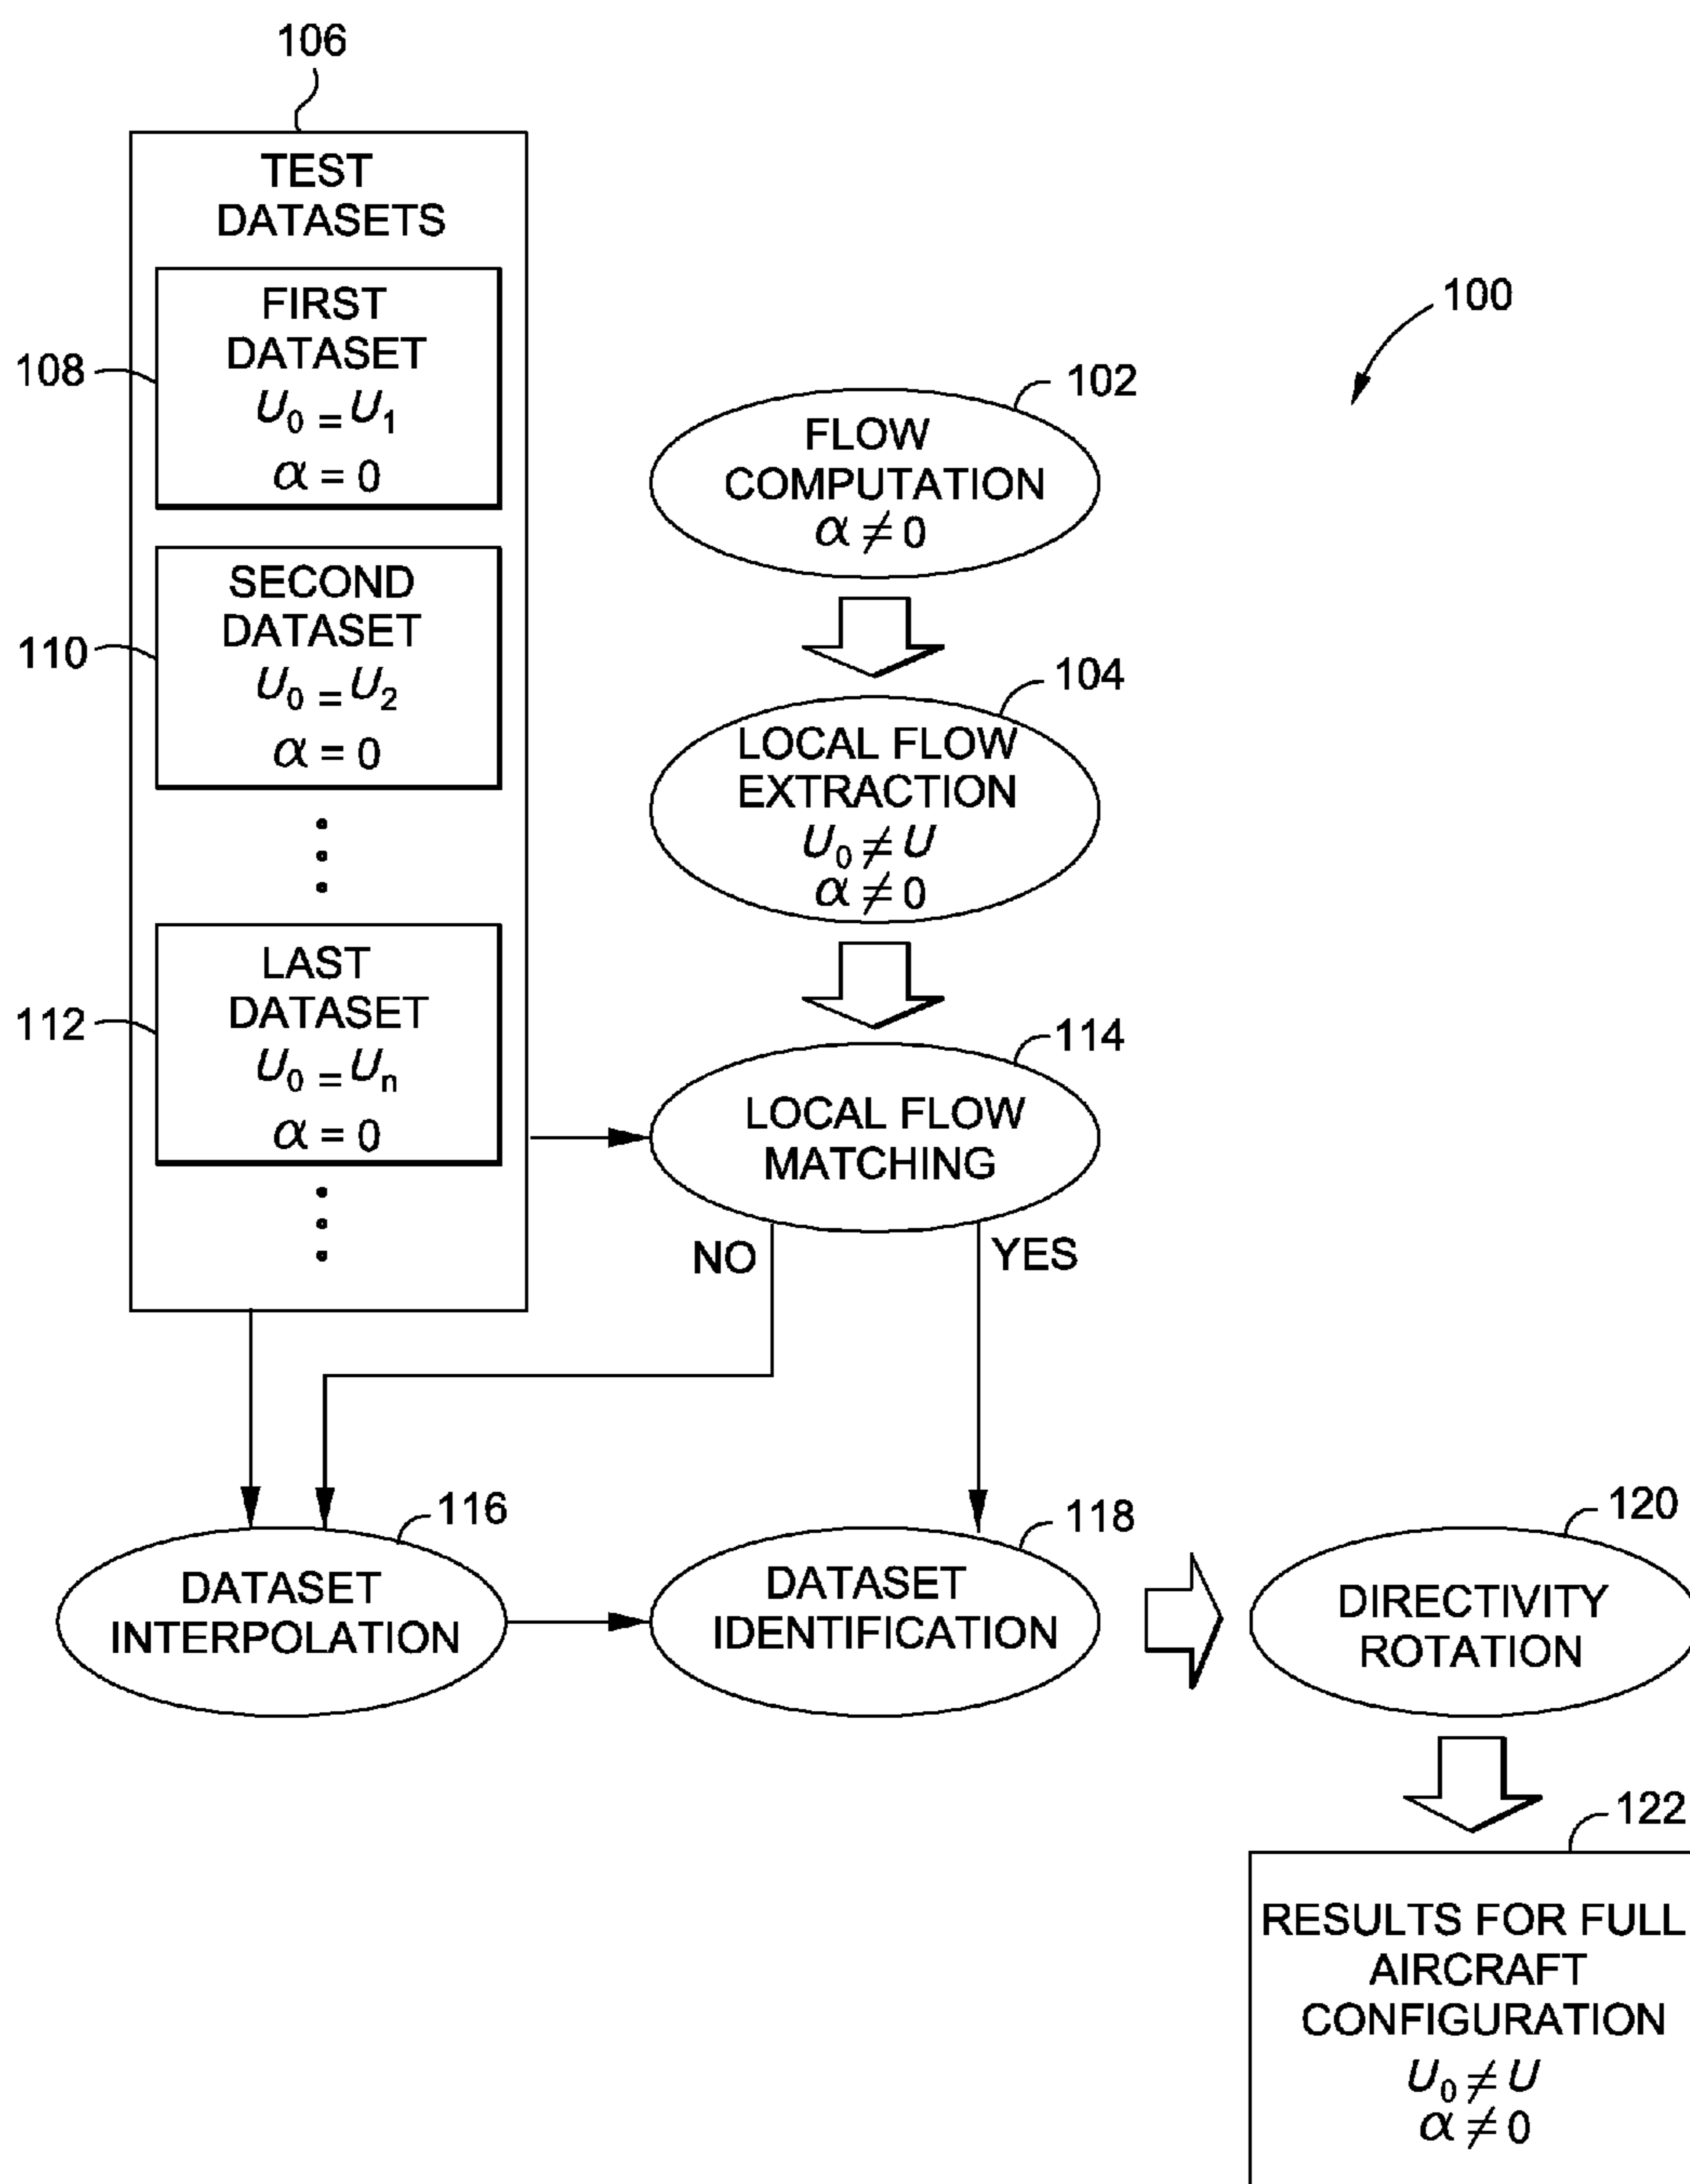 106
TEST
DATASETS
108
FIRST
DATASET
U₀ = U₁
α = 0
110
SECOND
DATASET
U₀ = U₂
α = 0
112
LAST
DATASET
U₀ = Uₙ
α = 0
100
102
FLOW
COMPUTATION
α ≠ 0
104
LOCAL FLOW
EXTRACTION
U₀ ≠ U
α ≠ 0
114
LOCAL FLOW
MATCHING
NO
YES
116
DATASET
INTERPOLATION
118
DATASET
IDENTIFICATION
120
DIRECTIVITY
ROTATION
122
RESULTS FOR FULL
AIRCRAFT
CONFIGURATION
U₀ ≠ U
α ≠ 0